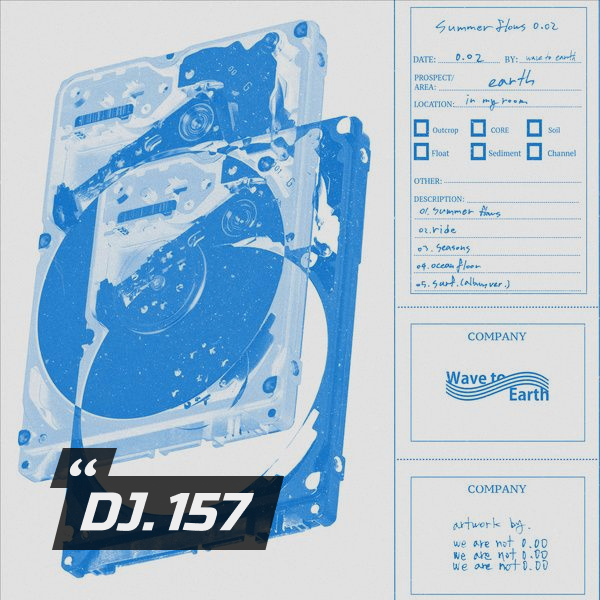 Summer flows 0.02
DATE: 0.02 BY: wave to earth
PROSPECT/
AREA: earth
LOCATION: in my room
Outcrop CORE Soil
Float Sediment Channel
OTHER:
DESCRIPTION:
01. summer flows
02. ride
03. seasons
04. ocean floor
05. surf. (album ver.)
COMPANY
Wave to
Earth
COMPANY
artwork by.
we are not 0.00
we are not 0.00
we are not 0.00
“
DJ. 157